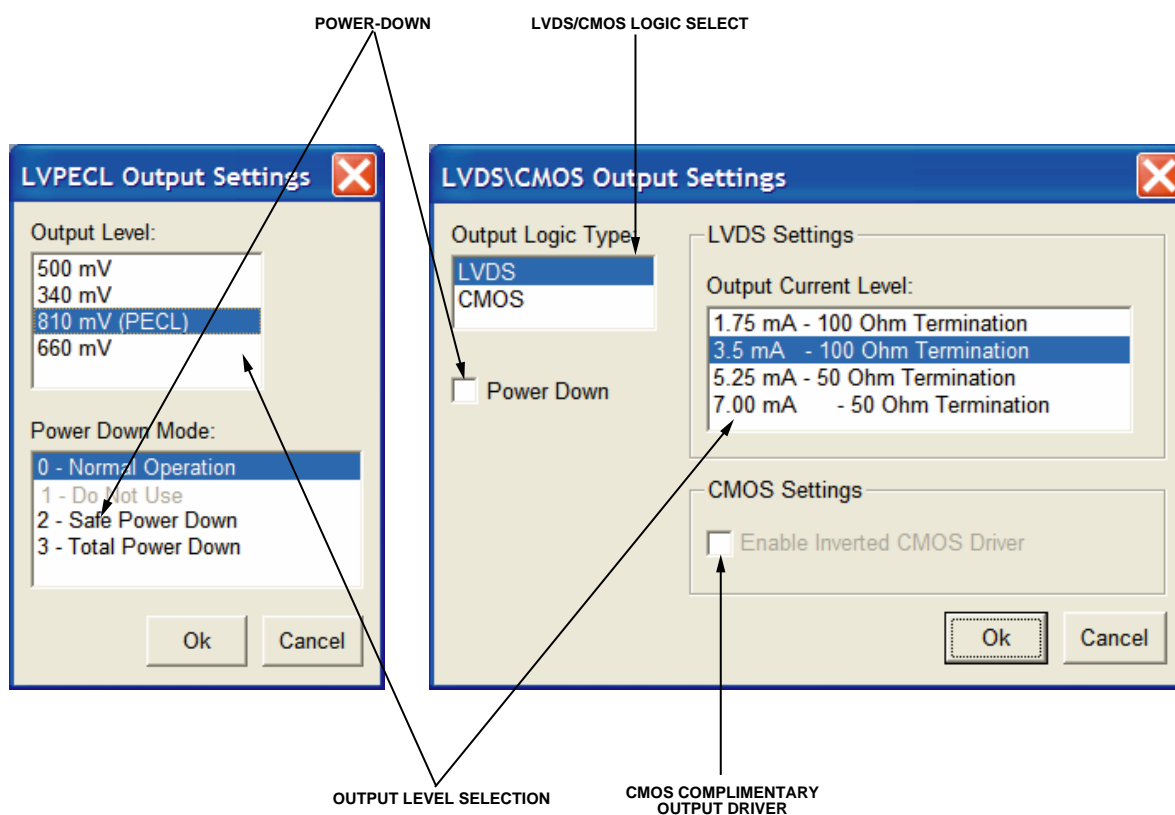 POWER-DOWN
LVDS/CMOS LOGIC SELECT
LVPECL Output Settings
Output Level:
500 mV
340 mV
810 mV (PECL)
660 mV
Power Down Mode:
0 - Normal Operation
1 - Do Not Use
2 - Safe Power Down
3 - Total Power Down
Ok
Cancel
LVDS\CMOS Output Settings
Output Logic Type:
LVDS
CMOS
Power Down
LVDS Settings
Output Current Level:
1.75 mA - 100 Ohm Termination
3.5 mA - 100 Ohm Termination
5.25 mA - 50 Ohm Termination
7.00 mA - 50 Ohm Termination
CMOS Settings
Enable Inverted CMOS Driver
Ok
Cancel
OUTPUT LEVEL SELECTION
CMOS COMPLIMENTARY
OUTPUT DRIVER